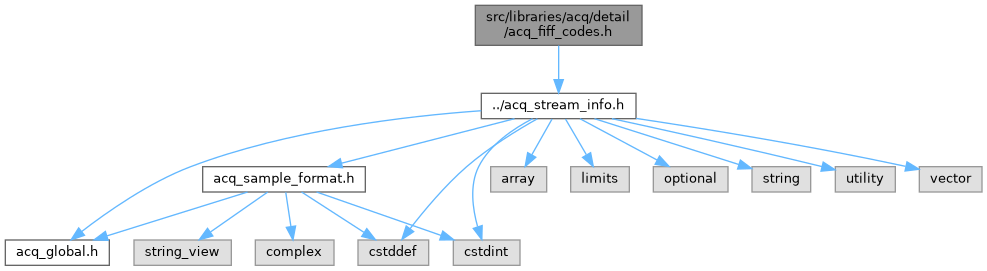 src/libraries/acq/detail
/acq_fiff_codes.h
../acq_stream_info.h
acq_sample_format.h
array
limits
optional
string
utility
vector
acq_global.h
string_view
complex
cstddef
cstdint